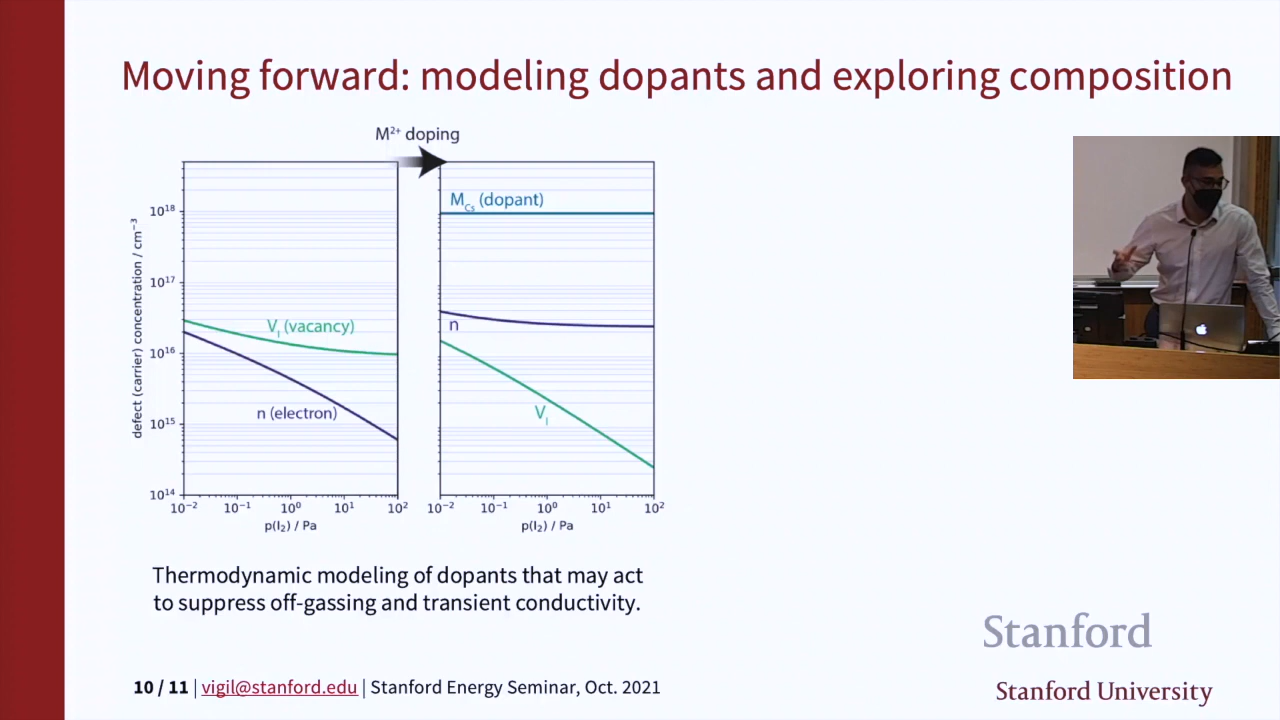 Moving forward: modeling dopants and exploring composition
M²⁺ doping
defect (carrier) concentration / cm⁻³
10¹⁸
10¹⁷
10¹⁶
10¹⁵
10¹⁴
V_I (vacancy)
n (electron)
10⁻² 10⁻¹ 10⁰ 10¹ 10²
p(I₂) / Pa
M_Cs (dopant)
n
V_I
10⁻² 10⁻¹ 10⁰ 10¹ 10²
p(I₂) / Pa
Thermodynamic modeling of dopants that may act
to suppress off-gassing and transient conductivity.
10 / 11 | vigil@stanford.edu | Stanford Energy Seminar, Oct. 2021
Stanford
Stanford University